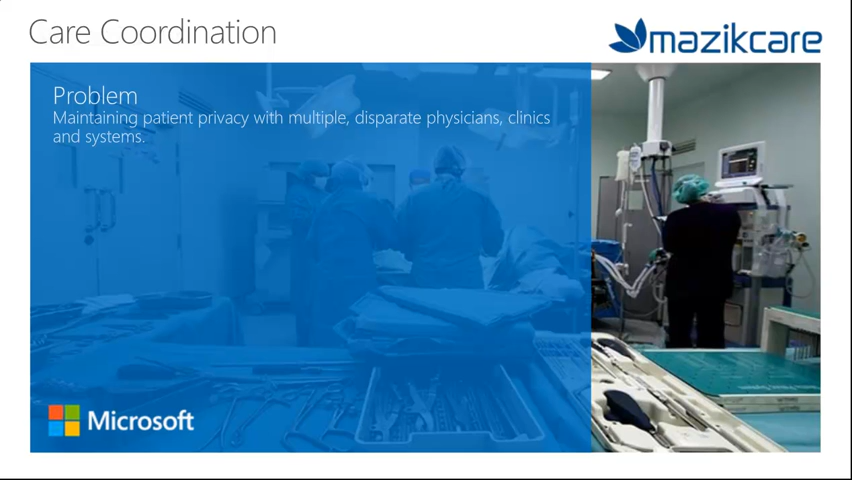 Care Coordination
mazikcare
Problem
Maintaining patient privacy with multiple, disparate physicians, clinics
and systems.
Microsoft